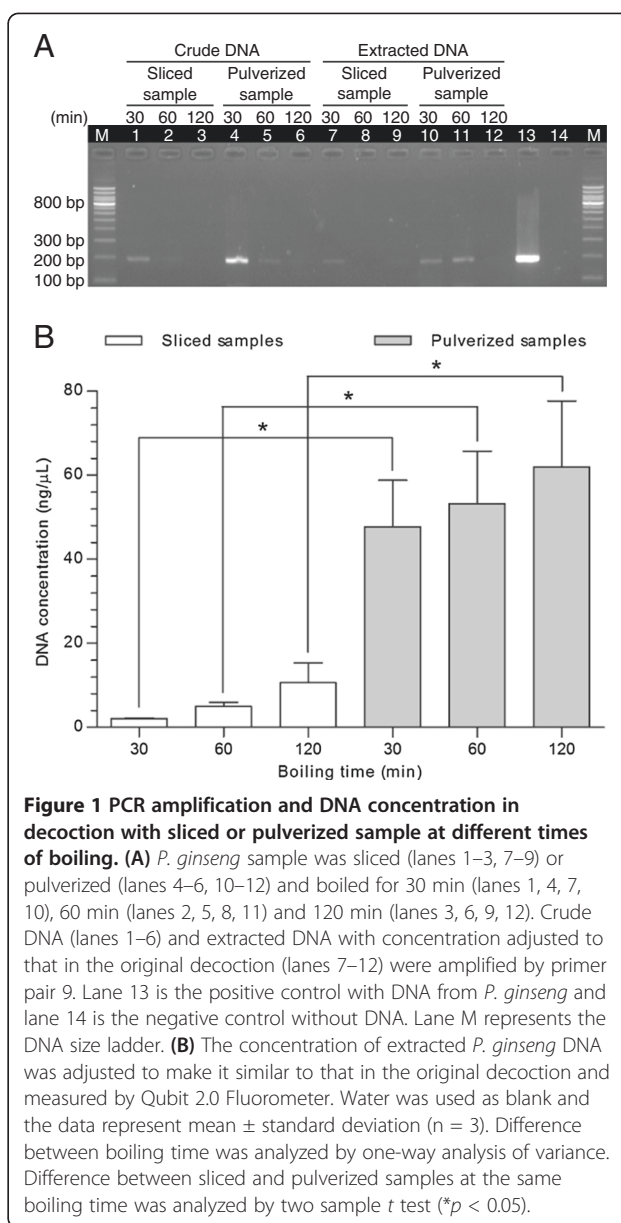 A
Crude DNA Extracted DNA
Sliced sample Pulverized sample Sliced sample Pulverized sample
(min) 30 60 120 30 60 120 30 60 120 30 60 120
M 1 2 3 4 5 6 7 8 9 10 11 12 13 14 M
800 bp
300 bp
200 bp
100 bp
B
Sliced samples Pulverized samples
* * *
80
60
40
20
0
DNA concentration (ng/µL)
30 60 120 30 60 120
Boiling time (min)
Figure 1 PCR amplification and DNA concentration in
decoction with sliced or pulverized sample at different times
of boiling. (A) P. ginseng sample was sliced (lanes 1–3, 7–9) or
pulverized (lanes 4–6, 10–12) and boiled for 30 min (lanes 1, 4, 7,
10), 60 min (lanes 2, 5, 8, 11) and 120 min (lanes 3, 6, 9, 12). Crude
DNA (lanes 1–6) and extracted DNA with concentration adjusted to
that in the original decoction (lanes 7–12) were amplified by primer
pair 9. Lane 13 is the positive control with DNA from P. ginseng and
lane 14 is the negative control without DNA. Lane M represents the
DNA size ladder. (B) The concentration of extracted P. ginseng DNA
was adjusted to make it similar to that in the original decoction and
measured by Qubit 2.0 Fluorometer. Water was used as blank and
the data represent mean ± standard deviation (n = 3). Difference
between boiling time was analyzed by one-way analysis of variance.
Difference between sliced and pulverized samples at the same
boiling time was analyzed by two sample t test (*p < 0.05).